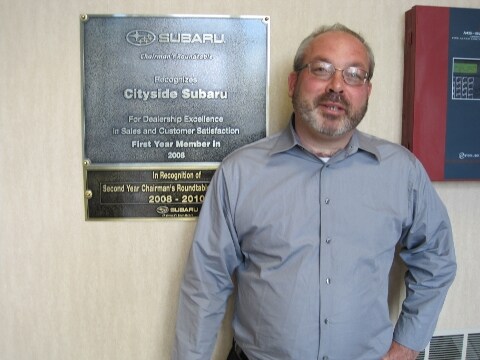 SUBARU
Chairman's Roundtable
Recognizes
Cityside Subaru
For Dealership Excellence
in Sales and Customer Satisfaction
First Year Member in
2008
In Recognition of
Second Year Chairman's Roundtable
2008 - 2010
SUBARU